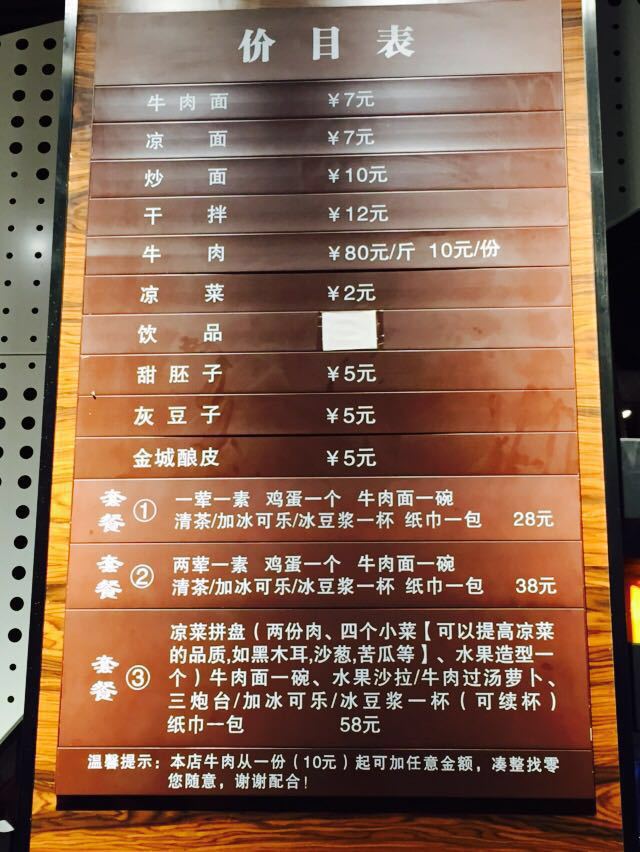 价目表
牛肉面 ¥7元
凉面 ¥7元
炒面 ¥10元
干拌 ¥12元
牛肉 ¥80元/斤 10元/份
凉菜 ¥2元
饮品
甜胚子 ¥5元
灰豆子 ¥5元
金城酿皮 ¥5元
套餐① 一荤一素 鸡蛋一个 牛肉面一碗
清茶/加冰可乐/冰豆浆一杯 纸巾一包 28元
套餐② 两荤一素 鸡蛋一个 牛肉面一碗
清茶/加冰可乐/冰豆浆一杯 纸巾一包 38元
套餐③ 凉菜拼盘（两份肉、四个小菜【可以提高凉菜
的品质,如黑木耳,沙葱,苦瓜等】、水果造型一
个）牛肉面一碗、水果沙拉/牛肉过汤萝卜、
三炮台/加冰可乐/冰豆浆一杯（可续杯）
纸巾一包 58元
温馨提示：本店牛肉从一份（10元）起可加任意金额，凑整找零
您随意，谢谢配合！